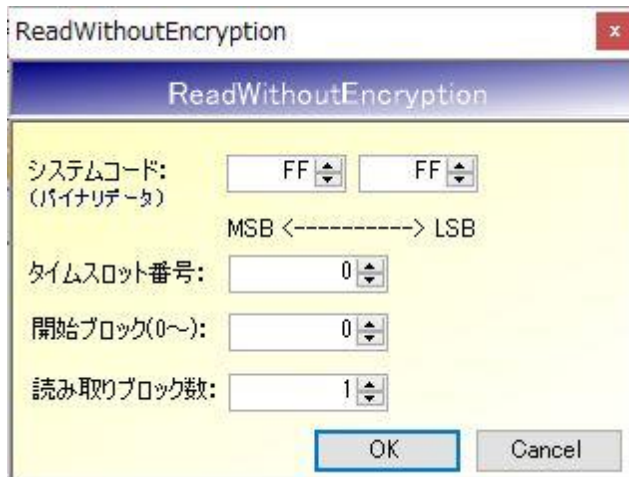 ReadWithoutEncryption x
ReadWithoutEncryption
システムコード: FF FF
(バイナリデータ)
MSB <----------> LSB
タイムスロット番号: 0
開始ブロック(0～): 0
読み取りブロック数: 1
OK Cancel